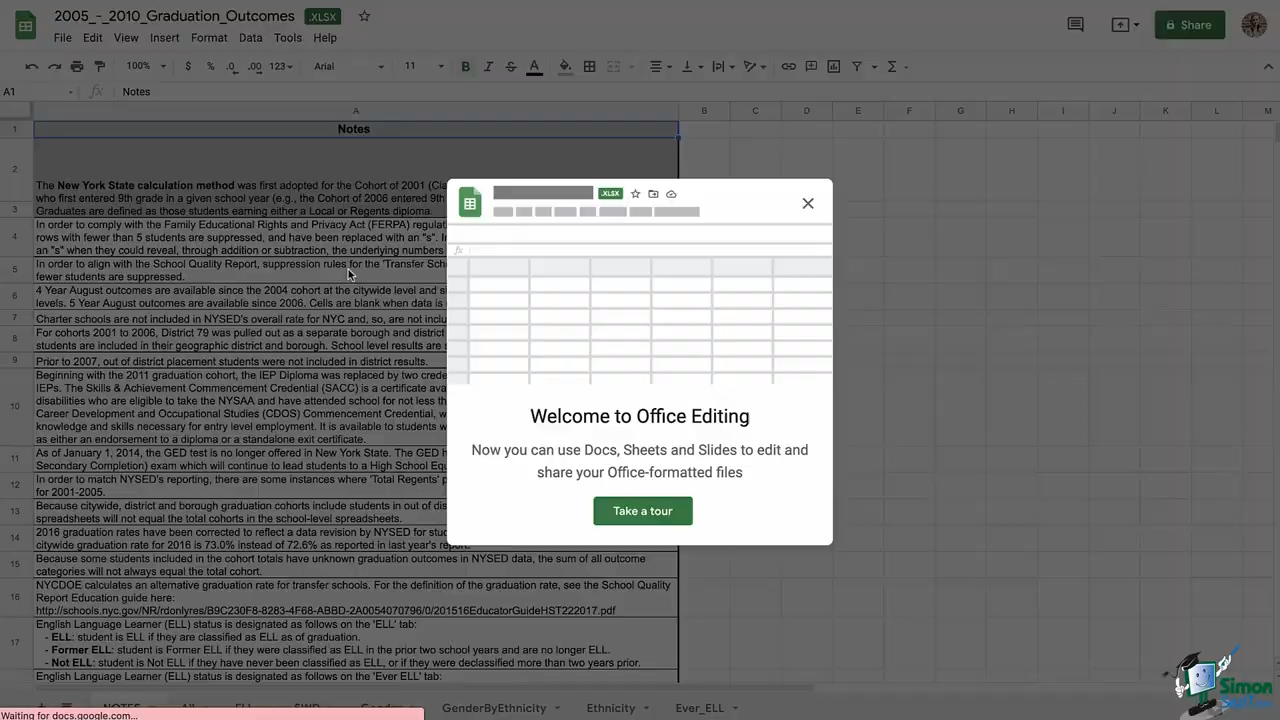 2005_-_2010_Graduation_Outcomes .XLSX
File Edit View Insert Format Data Tools Help
Share
100% $ % .0 .00 123 Arial 11 B I S A
A1 fx Notes
A B C D E F G H I J K L M
1 Notes
2
The New York State calculation method was first adopted for the Cohort of 2001 (Cla
who first entered 9th grade in a given school year (e.g., the Cohort of 2006 entered 9th
3 Graduates are defined as those students earning either a Local or Regents diploma.
In order to comply with the Family Educational Rights and Privacy Act (FERPA) regulat
4 rows with fewer than 5 students are suppressed, and have been replaced with an "s". I
an "s" when they could reveal, through addition or subtraction, the underlying numbers
5 In order to align with the School Quality Report, suppression rules for the 'Transfer Sch
fewer students are suppressed.
6 4 Year August outcomes are available since the 2004 cohort at the citywide level and s
levels. 5 Year August outcomes are available since 2006. Cells are blank when data is
7 Charter schools are not included in NYSED's overall rate for NYC and, so, are not inclu
8 For cohorts 2001 to 2006, District 79 was pulled out as a separate borough and district
students are included in their geographic district and borough. School level results are
9 Prior to 2007, out of district placement students were not included in district results.
Beginning with the 2011 graduation cohort, the IEP Diploma was replaced by two crede
IEPs. The Skills & Achievement Commencement Credential (SACC) is a certificate ava
10 disabilities who are eligible to take the NYSAA and have attended school for not less th
Career Development and Occupational Studies (CDOS) Commencement Credential, w
knowledge and skills necessary for entry level employment. It is available to students w
as either an endorsement to a diploma or a standalone exit certificate.
11 As of January 1, 2014, the GED test is no longer offered in New York State. The GED h
Secondary Completion) exam which will continue to lead students to a High School Equ
12 In order to match NYSED's reporting, there are some instances where 'Total Regents' p
for 2001-2005.
13 Because citywide, district and borough graduation cohorts include students in out of dis
spreadsheets will not equal the total cohorts in the school-level spreadsheets.
14 2016 graduation rates have been corrected to reflect a data revision by NYSED for stud
citywide graduation rate for 2016 is 73.0% instead of 72.6% as reported in last year's report.
15 Because some students included in the cohort totals have unknown graduation outcomes in NYSED data, the sum of all outcome
categories will not always equal the total cohort.
NYCDOE calculates an alternative graduation rate for transfer schools. For the definition of the graduation rate, see the School Quality
16 Report Education guide here:
http://schools.nyc.gov/NR/rdonlyres/B9C230F8-8283-4F68-ABBD-2A0054070796/0/201516EducatorGuideHST222017.pdf
English Language Learner (ELL) status is designated as follows on the 'ELL' tab:
17 - ELL: student is ELL if they are classified as ELL as of graduation.
- Former ELL: student is Former ELL if they were classified as ELL in the prior two school years and are no longer ELL.
- Not ELL: student is Not ELL if they have never been classified as ELL, or if they were declassified more than two years prior.
English Language Learner (ELL) status is designated as follows on the 'Ever ELL' tab:
.XLSX
fx
Welcome to Office Editing
Now you can use Docs, Sheets and Slides to edit and
share your Office-formatted files
Take a tour
NOTES All ELL SWD Gender GenderByEthnicity Ethnicity Ever_ELL
Waiting for docs.google.com...
Simon